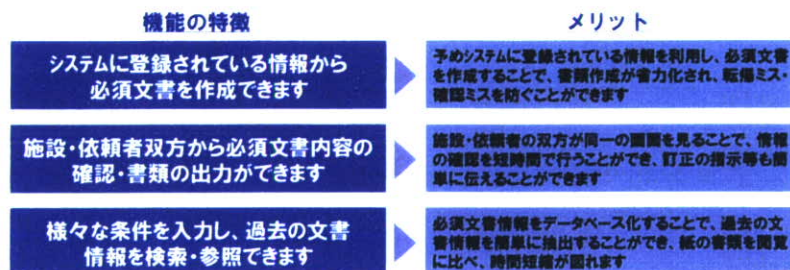 機能の特徴
メリット
システムに登録されている情報から
必須文書を作成できます
予めシステムに登録されている情報を利用し、必須文書
を作成することで、書類作成が省力化され、転記ミス・
確認ミスを防ぐことができます
施設・依頼者双方から必須文書内容の
確認・書類の出力ができます
施設・依頼者の双方が同一の画面を見ることで、情報
の確認を短時間で行うことができ、訂正の指示等も簡
単に伝えることができます
様々な条件を入力し、過去の文書
情報を検索・参照できます
必須文書情報をデータベース化することで、過去の文
書情報を簡単に抽出することができ、紙の書類を閲覧
に比べ、時間短縮が図れます